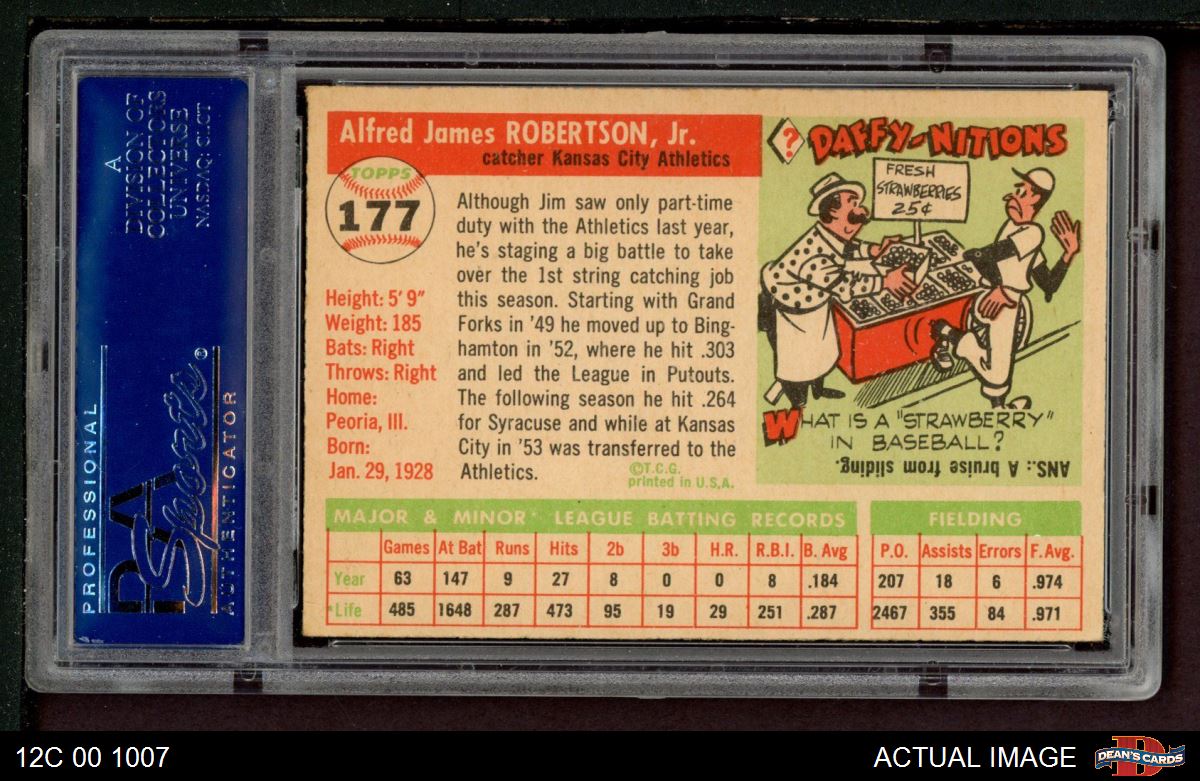 A
DIVISION OF
COLLECTORS
UNIVERSE
NASDAQ: CLCT
PROFESSIONAL
PSA
Sports®
AUTHENTICATOR
Alfred James ROBERTSON, Jr.
catcher Kansas City Athletics
TOPPS
177
Height: 5' 9"
Weight: 185
Bats: Right
Throws: Right
Home:
Peoria, Ill.
Born:
Jan. 29, 1928
Although Jim saw only part-time
duty with the Athletics last year,
he's staging a big battle to take
over the 1st string catching job
this season. Starting with Grand
Forks in '49 he moved up to Bing-
hamton in '52, where he hit .303
and led the League in Putouts.
The following season he hit .264
for Syracuse and while at Kansas
City in '53 was transferred to the
Athletics.
©T.C.G.
printed in U.S.A.
? DAFFY-NITIONS
FRESH
STRAWBERRIES
25¢
WHAT IS A "STRAWBERRY"
IN BASEBALL?
ANS.: A bruise from sliding.
MAJOR & MINOR LEAGUE BATTING RECORDS
Games At Bat Runs Hits 2b 3b H.R. R.B.I. B. Avg
Year 63 147 9 27 8 0 0 8 .184
Life 485 1648 287 473 95 19 29 251 .287
FIELDING
P.O. Assists Errors F. Avg.
207 18 6 .974
2467 355 84 .971
12C 00 1007
ACTUAL IMAGE
DEAN'S CARDS